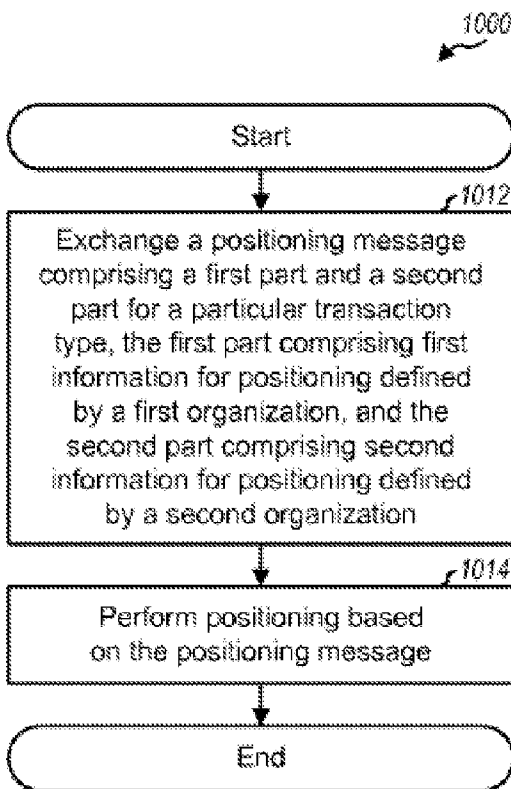 1000
Start
1012
Exchange a positioning message
comprising a first part and a second
part for a particular transaction
type, the first part comprising first
information for positioning defined
by a first organization, and the
second part comprising second
information for positioning defined
by a second organization
1014
Perform positioning based
on the positioning message
End